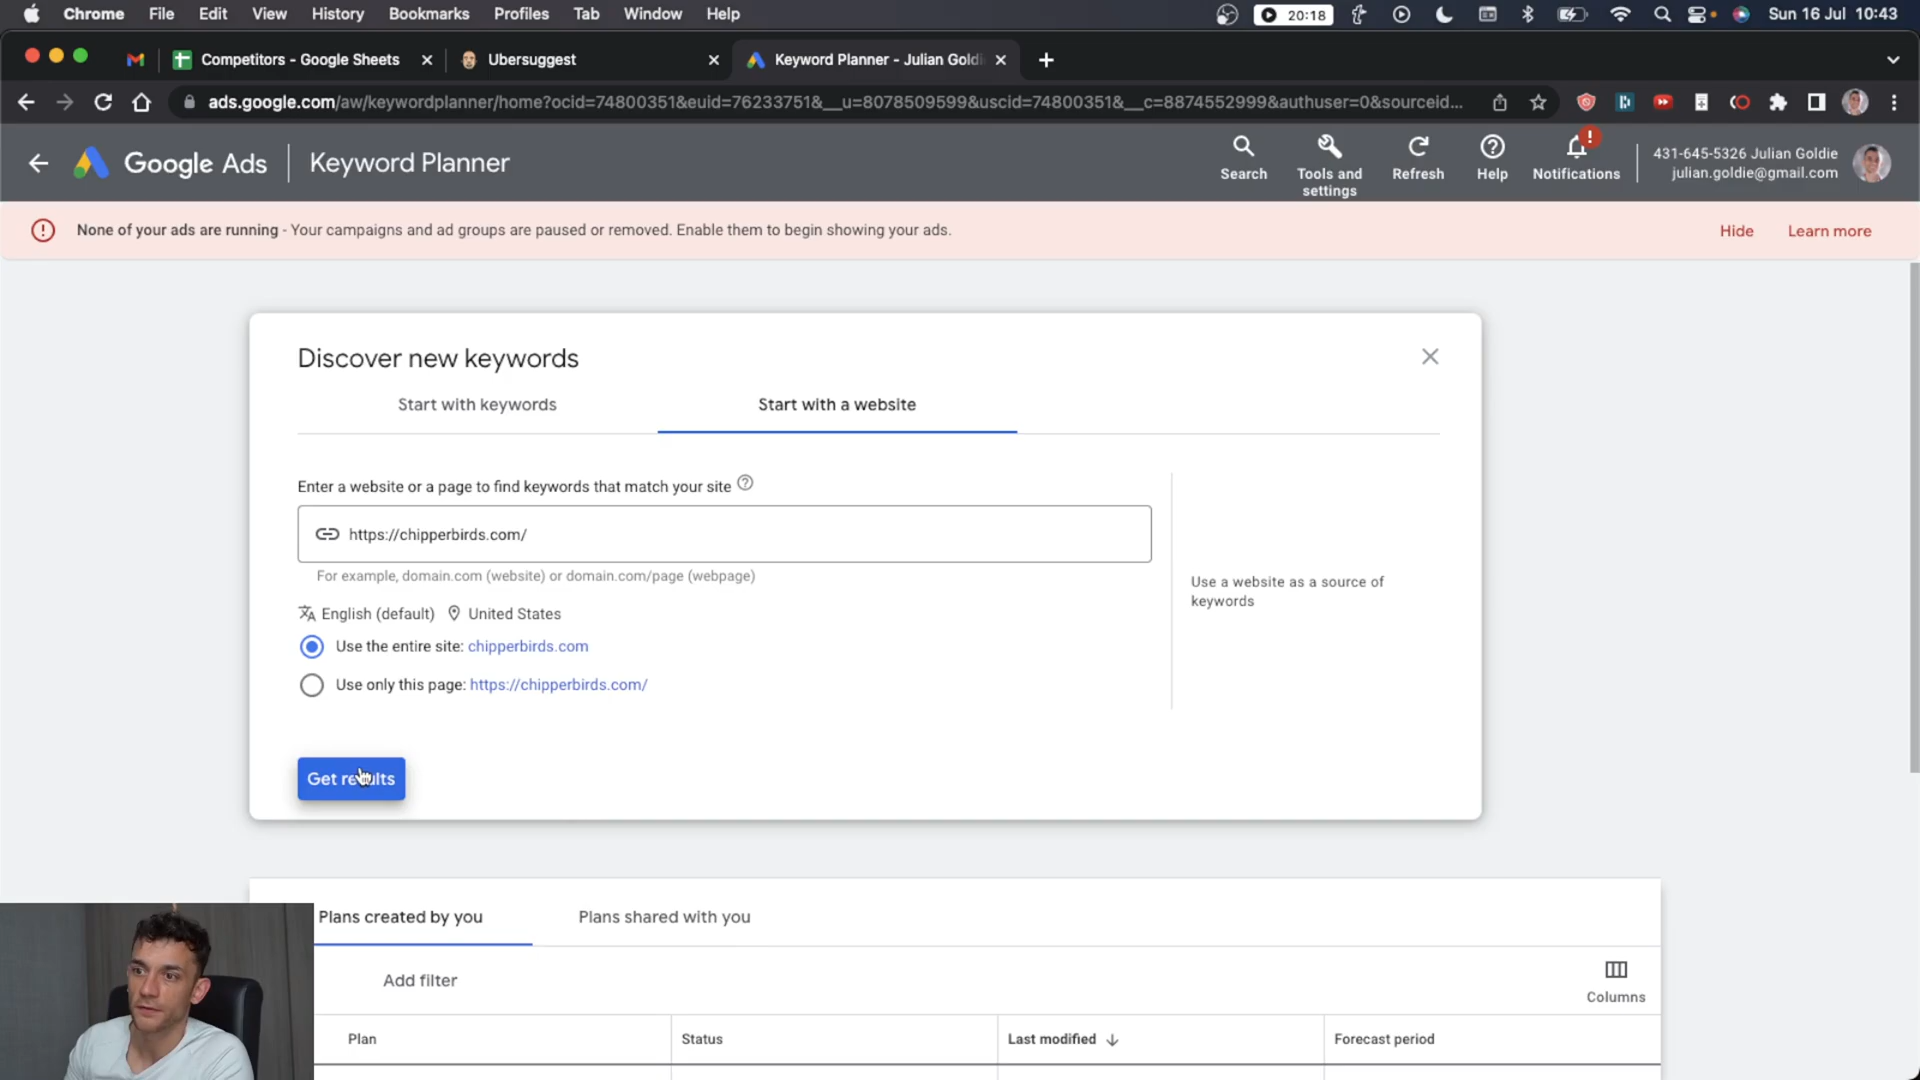 Chrome File Edit View History Bookmarks Profiles Tab Window Help 20:18 Sun 16 Jul 10:43
Competitors - Google Sheets Ubersuggest Keyword Planner - Julian Goldi
ads.google.com/aw/keywordplanner/home?ocid=74800351&euid=76233751&__u=8078509599&uscid=74800351&__c=8874552999&authuser=0&sourceid...
Google Ads Keyword Planner
Search
Tools and
settings
Refresh
Help
Notifications
431-645-5326 Julian Goldie
julian.goldie@gmail.com
None of your ads are running - Your campaigns and ad groups are paused or removed. Enable them to begin showing your ads. Hide Learn more
Discover new keywords
Start with keywords Start with a website
Enter a website or a page to find keywords that match your site
https://chipperbirds.com/
For example, domain.com (website) or domain.com/page (webpage)
Use a website as a source of
keywords
English (default) United States
Use the entire site: chipperbirds.com
Use only this page: https://chipperbirds.com/
Get results
Plans created by you Plans shared with you
Add filter
Columns
Plan Status Last modified Forecast period